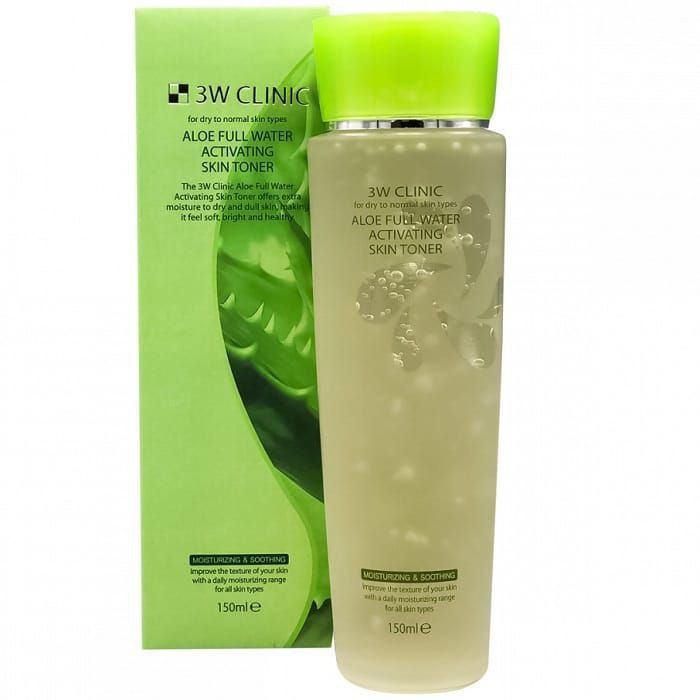 3W CLINIC
for dry to normal skin types
ALOE FULL WATER
ACTIVATING
SKIN TONER
The 3W Clinic Aloe Full Water
Activating Skin Toner offers extra
moisture to dry and dull skin, making
it feel soft, bright and healthy.
MOISTURIZING & SOOTHING
Improve the texture of your skin
with a daily moisturizing range
for all skin types
150ml e
3W CLINIC
for dry to normal skin types
ALOE FULL WATER
ACTIVATING
SKIN TONER
MOISTURIZING & SOOTHING
Improve the texture of your skin
with a daily moisturizing range
for all skin types
150ml e